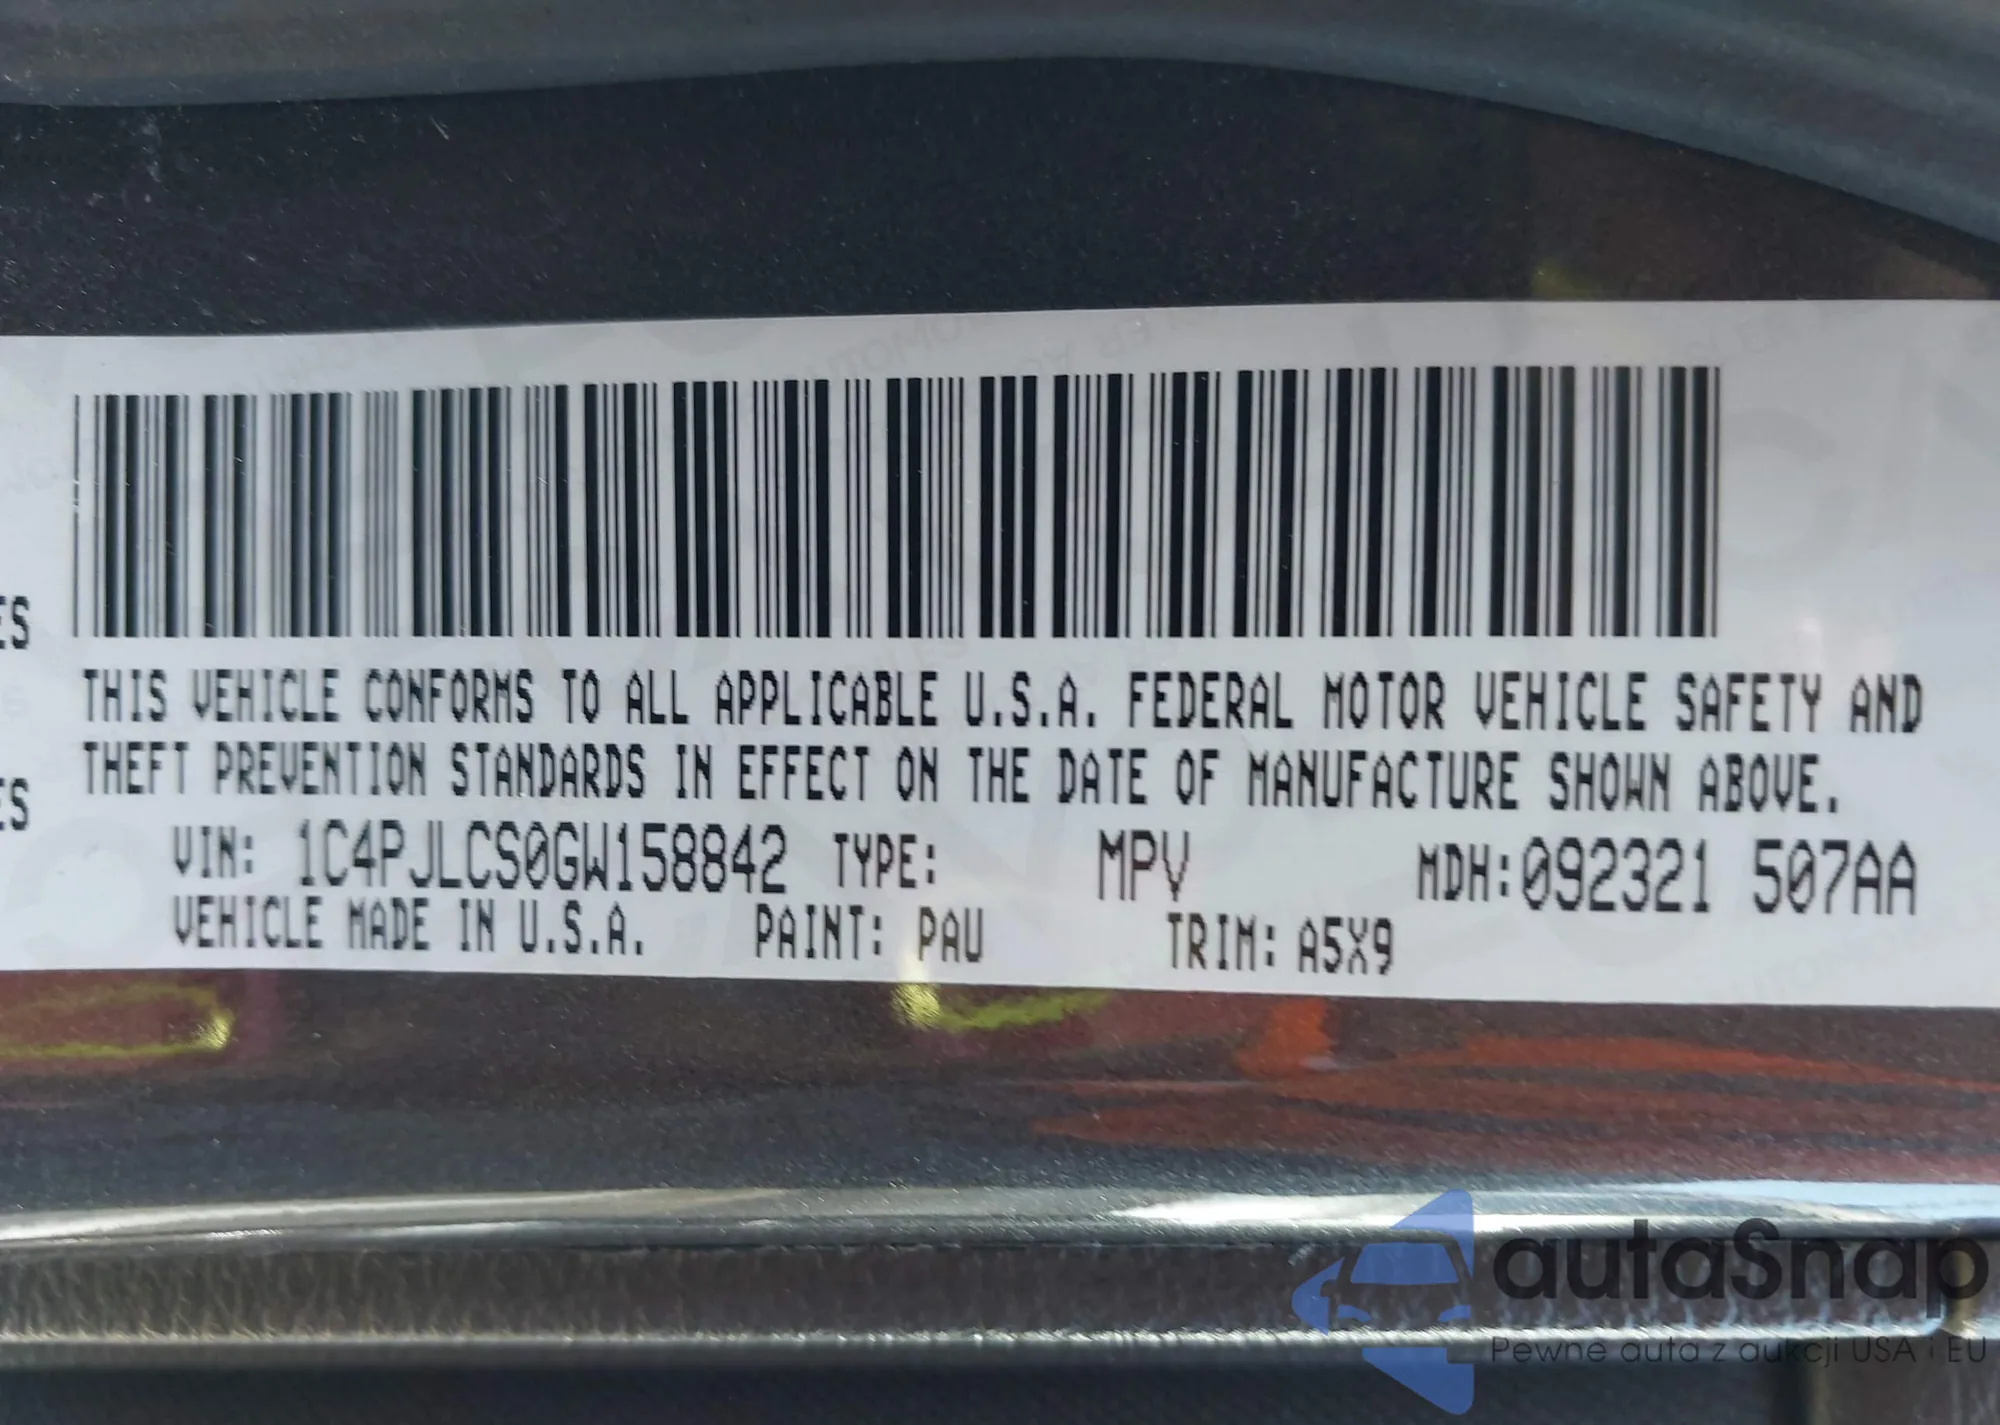 ES
THIS VEHICLE CONFORMS TO ALL APPLICABLE U.S.A. FEDERAL MOTOR VEHICLE SAFETY AND
THEFT PREVENTION STANDARDS IN EFFECT ON THE DATE OF MANUFACTURE SHOWN ABOVE.
ES
VIN: 1C4PJLCS0GW158842 TYPE: MPV MDH:092321 507AA
VEHICLE MADE IN U.S.A. PAINT: PAU TRIM: A5X9
autaSnap
Pewne auta z aukcji USA i EU